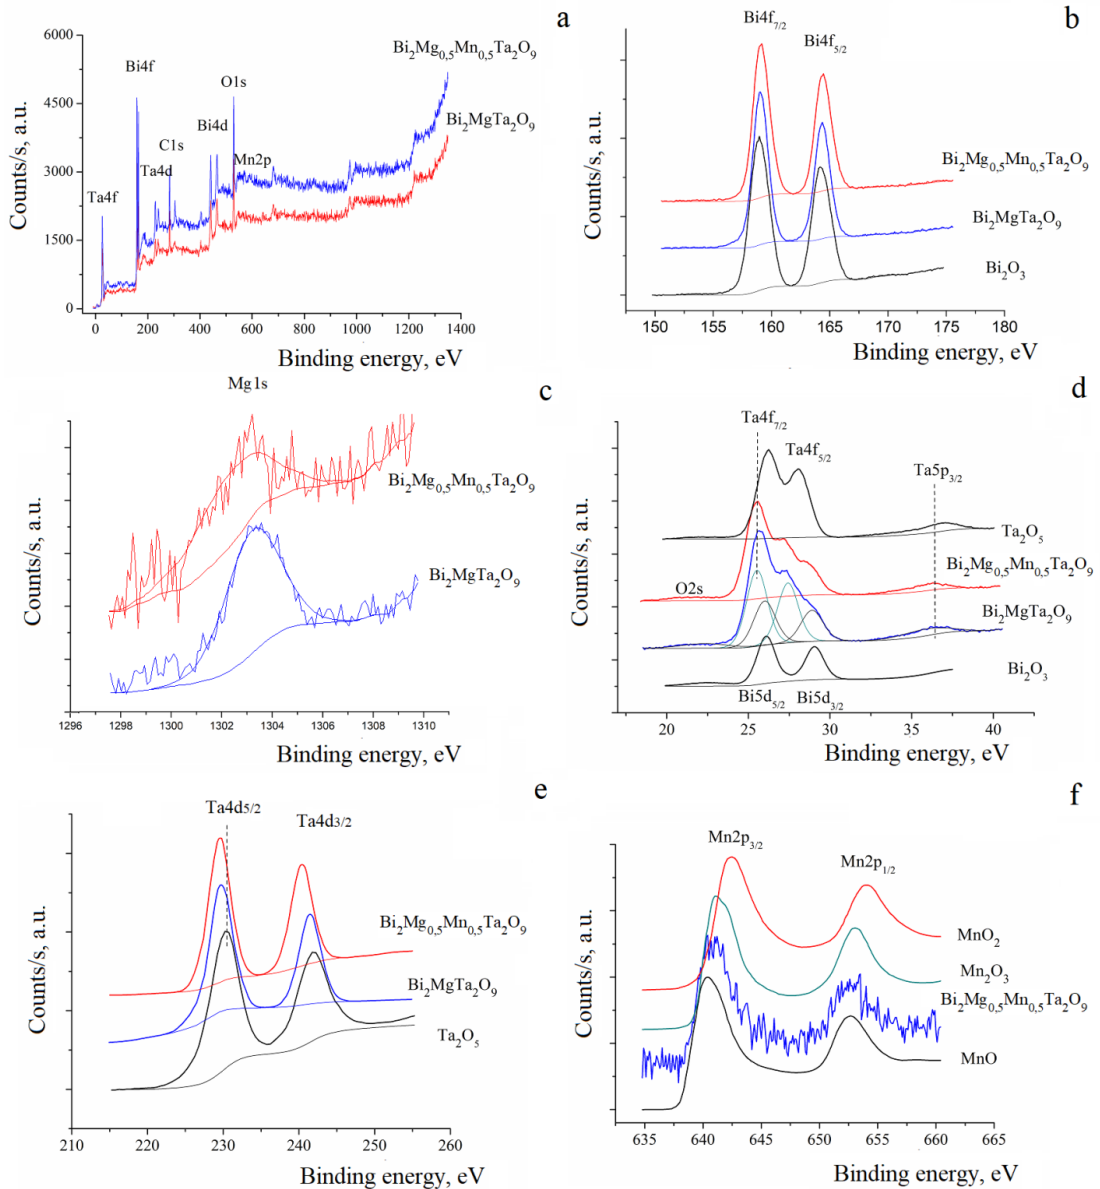 a
6000
4500
3000
1500
0
Counts/s, a.u.
Bi4f
O1s
C1s
Bi4d
Ta4d
Mn2p
Ta4f
Bi₂Mg₀,₅Mn₀,₅Ta₂O₉
Bi₂MgTa₂O₉
0 200 400 600 800 1000 1200 1400
Binding energy, eV
b
Bi4f₇/₂
Bi4f₅/₂
Counts/s, a.u.
Bi₂Mg₀,₅Mn₀,₅Ta₂O₉
Bi₂MgTa₂O₉
Bi₂O₃
150 155 160 165 170 175 180
Binding energy, eV
c
Mg1s
Counts/s, a.u.
Bi₂Mg₀,₅Mn₀,₅Ta₂O₉
Bi₂MgTa₂O₉
1296 1298 1300 1302 1304 1306 1308 1310
Binding energy, eV
d
Ta4f₇/₂
Ta4f₅/₂
Ta5p₃/₂
Counts/s, a.u.
Ta₂O₅
Bi₂Mg₀,₅Mn₀,₅Ta₂O₉
O2s
Bi₂MgTa₂O₉
Bi₂O₃
Bi5d₅/₂
Bi5d₃/₂
20 25 30 35 40
Binding energy, eV
e
Ta4d5/2
Ta4d3/2
Counts/s, a.u.
Bi₂Mg₀,₅Mn₀,₅Ta₂O₉
Bi₂MgTa₂O₉
Ta₂O₅
210 220 230 240 250 260
Binding energy, eV
f
Mn2p₃/₂
Mn2p₁/₂
Counts/s, a.u.
MnO₂
Mn₂O₃
Bi₂Mg₀,₅Mn₀,₅Ta₂O₉
MnO
635 640 645 650 655 660 665
Binding energy, eV